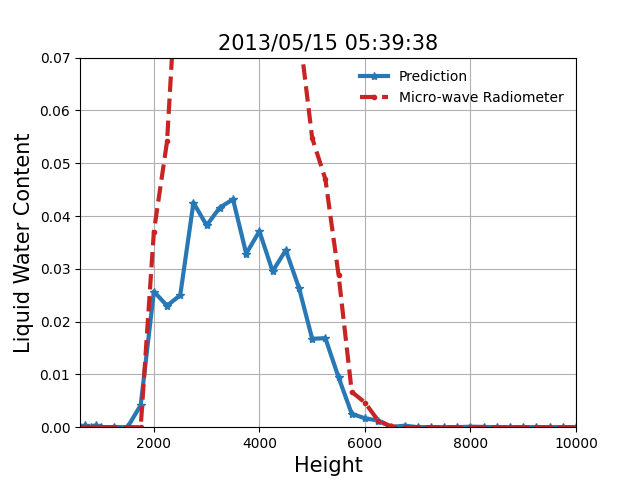 2013/05/15 05:39:38
0.07
0.06
0.05
0.04
0.03
0.02
0.01
0.00
Liquid Water Content
Prediction
Micro-wave Radiometer
2000 4000 6000 8000 10000
Height